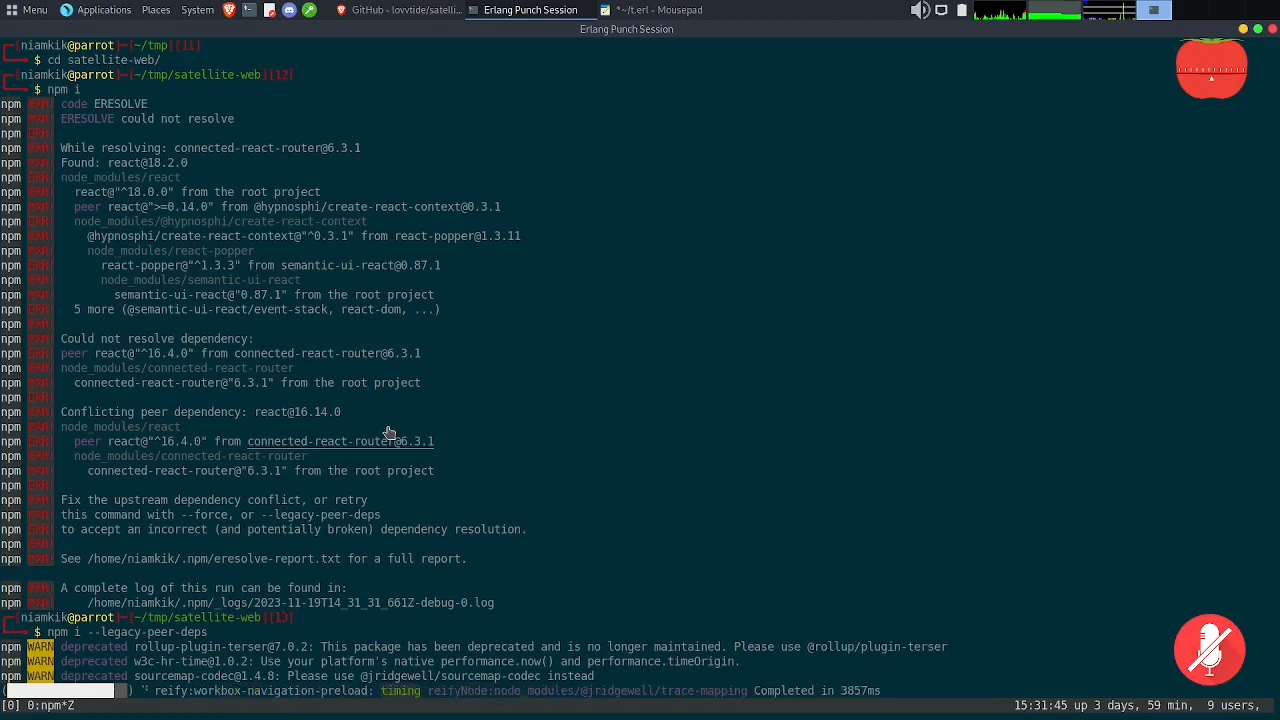 Menu Applications Places System GitHub - lovvtide/satelli... Erlang Punch Session *~/t.erl - Mousepad
Erlang Punch Session
[niamkik@parrot]─[~/tmp][11]
$ cd satellite-web/
[niamkik@parrot]─[~/tmp/satellite-web][12]
$ npm i
npm ERR! code ERESOLVE
npm ERR! ERESOLVE could not resolve
npm ERR!
npm ERR! While resolving: connected-react-router@6.3.1
npm ERR! Found: react@18.2.0
npm ERR! node_modules/react
npm ERR!   react@"^18.0.0" from the root project
npm ERR!   peer react@">=0.14.0" from @hypnosphi/create-react-context@0.3.1
npm ERR!   node_modules/@hypnosphi/create-react-context
npm ERR!     @hypnosphi/create-react-context@"^0.3.1" from react-popper@1.3.11
npm ERR!     node_modules/react-popper
npm ERR!       react-popper@"^1.3.3" from semantic-ui-react@0.87.1
npm ERR!       node_modules/semantic-ui-react
npm ERR!         semantic-ui-react@"0.87.1" from the root project
npm ERR!   5 more (@semantic-ui-react/event-stack, react-dom, ...)
npm ERR!
npm ERR! Could not resolve dependency:
npm ERR! peer react@"^16.4.0" from connected-react-router@6.3.1
npm ERR! node_modules/connected-react-router
npm ERR!   connected-react-router@"6.3.1" from the root project
npm ERR!
npm ERR! Conflicting peer dependency: react@16.14.0
npm ERR! node_modules/react
npm ERR!   peer react@"^16.4.0" from connected-react-router@6.3.1
npm ERR!   node_modules/connected-react-router
npm ERR!     connected-react-router@"6.3.1" from the root project
npm ERR!
npm ERR! Fix the upstream dependency conflict, or retry
npm ERR! this command with --force, or --legacy-peer-deps
npm ERR! to accept an incorrect (and potentially broken) dependency resolution.
npm ERR!
npm ERR! See /home/niamkik/.npm/eresolve-report.txt for a full report.

npm ERR! A complete log of this run can be found in:
npm ERR!     /home/niamkik/.npm/_logs/2023-11-19T14_31_31_661Z-debug-0.log
[niamkik@parrot]─[~/tmp/satellite-web][13]
$ npm i --legacy-peer-deps
npm WARN deprecated rollup-plugin-terser@7.0.2: This package has been deprecated and is no longer maintained. Please use @rollup/plugin-terser
npm WARN deprecated w3c-hr-time@1.0.2: Use your platform's native performance.now() and performance.timeOrigin.
npm WARN deprecated sourcemap-codec@1.4.8: Please use @jridgewell/sourcemap-codec instead
reify:workbox-navigation-preload: timing reifyNode:node_modules/@jridgewell/trace-mapping Completed in 3857ms
[0] 0:npm*Z 15:31:45 up 3 days, 59 min, 9 users,